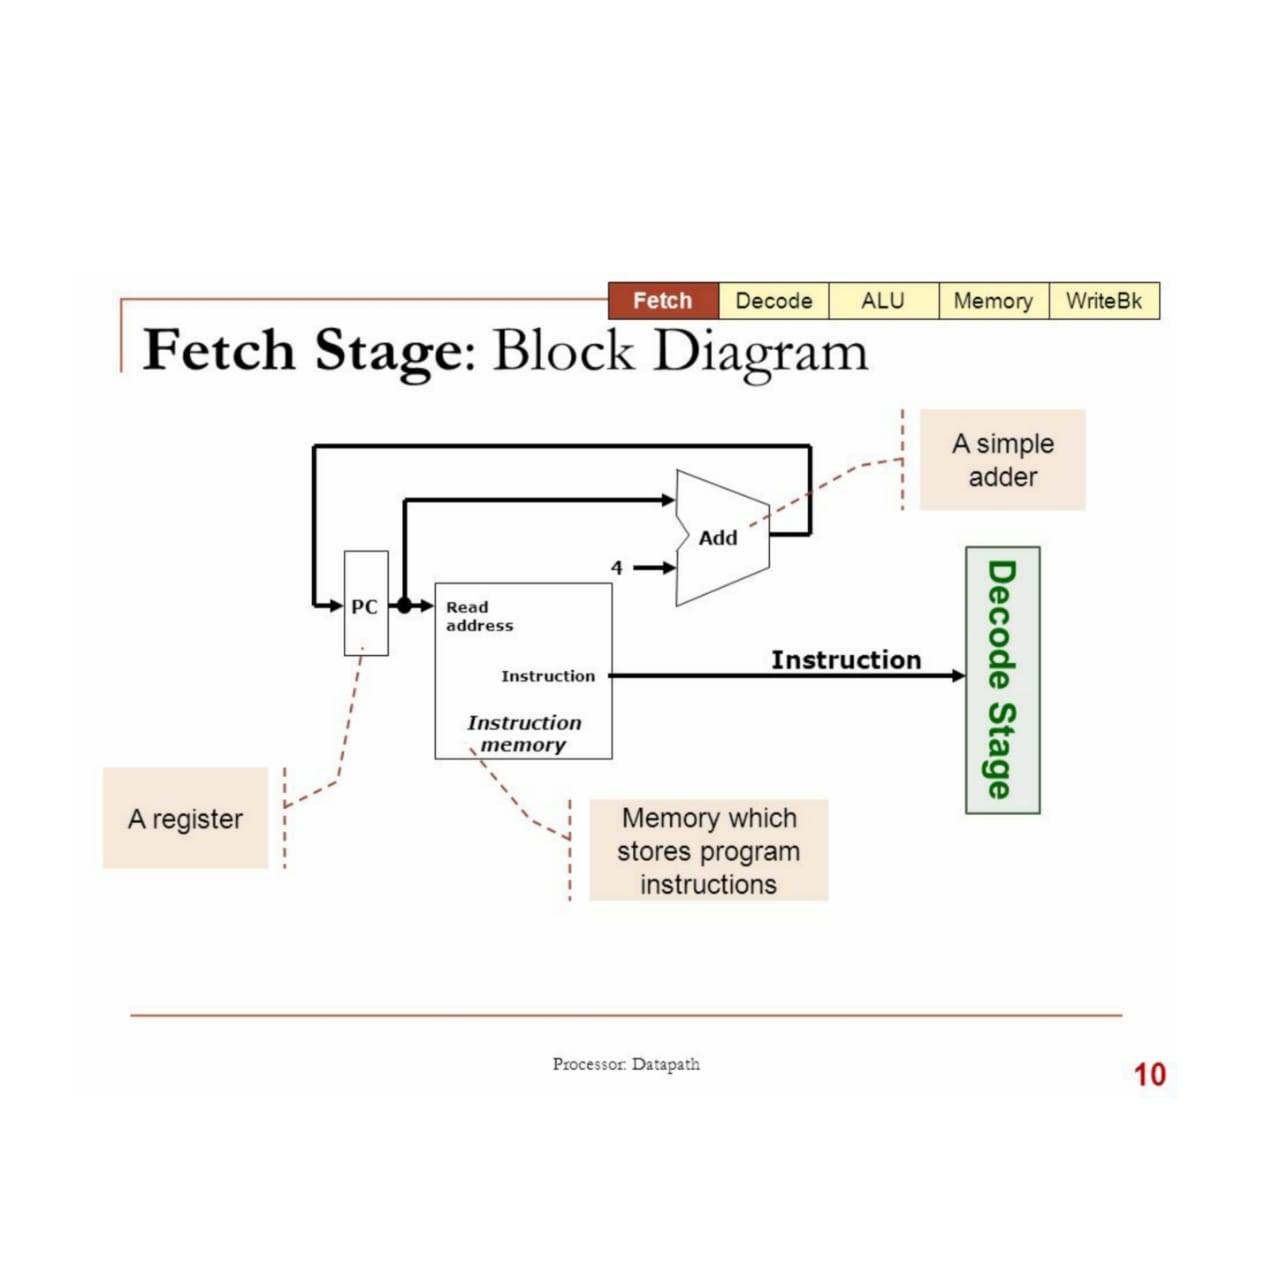 Fetch Decode ALU Memory WriteBk
Fetch Stage: Block Diagram
A simple
adder
Add
4
PC
Read
address
Instruction
Instruction
memory
Instruction
Decode Stage
A register
Memory which
stores program
instructions
Processor: Datapath
10